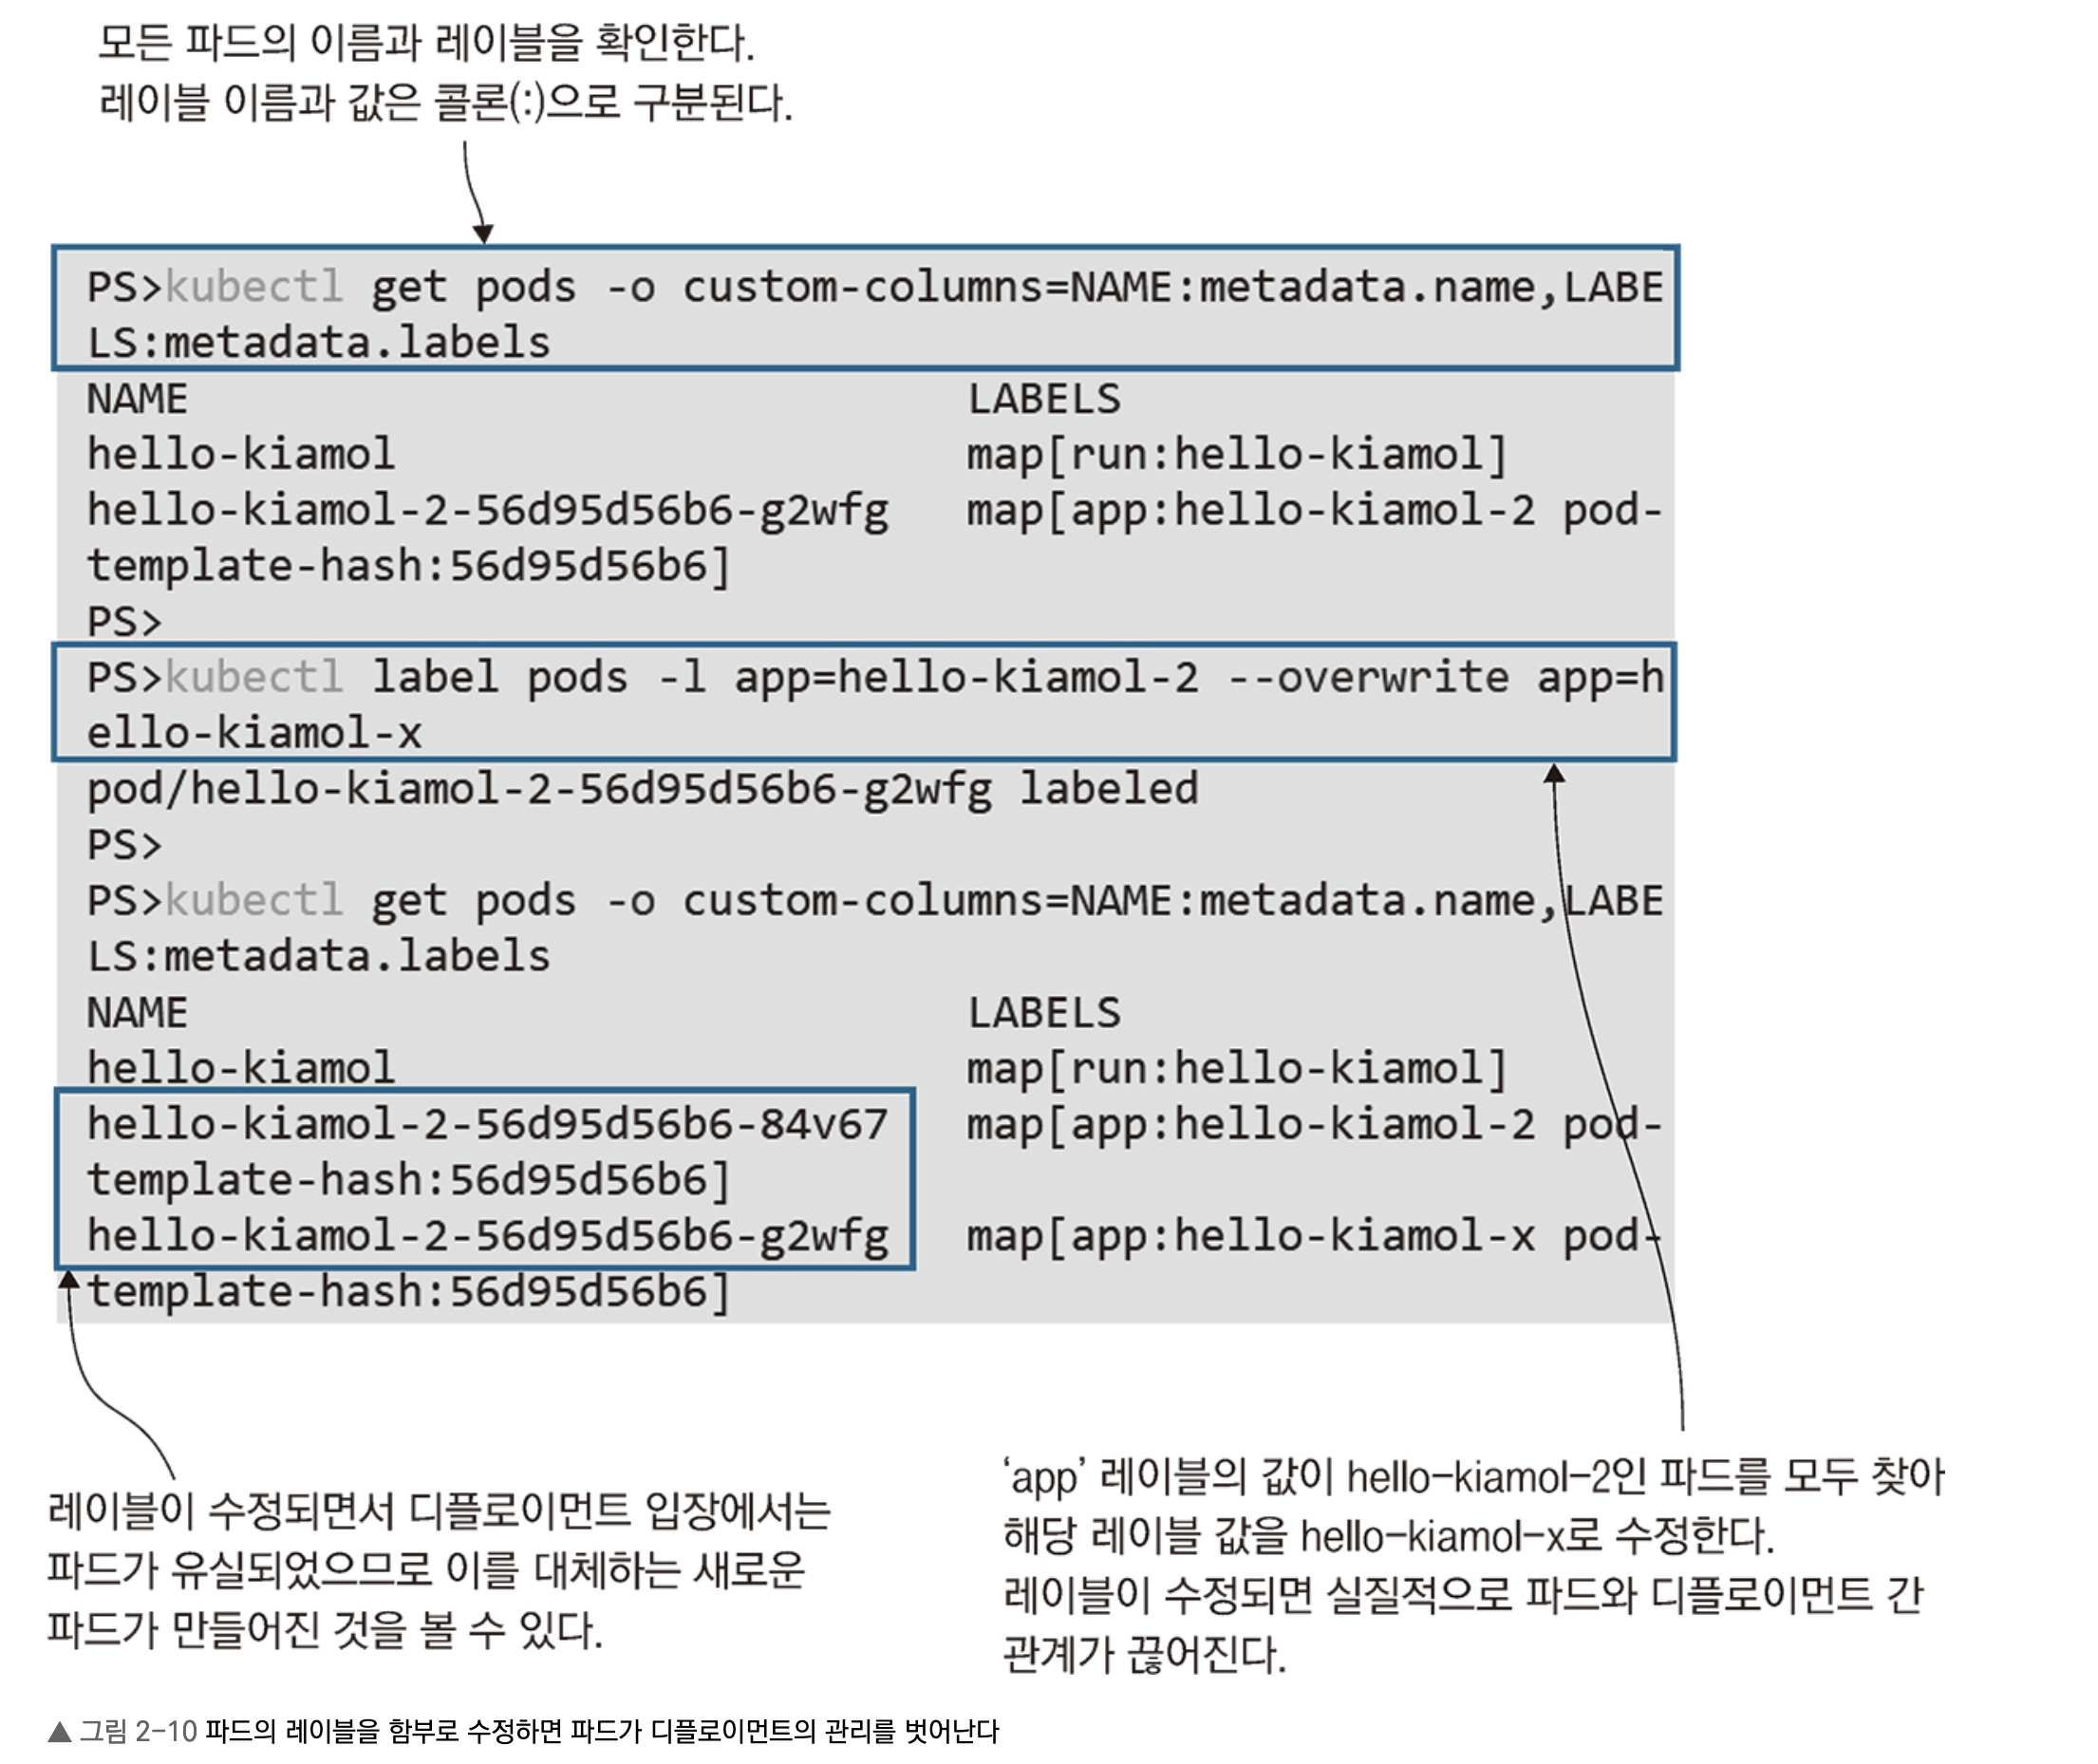 모든 파드의 이름과 레이블을 확인한다.
레이블 이름과 값은 콜론(:)으로 구분된다.
PS>kubectl get pods -o custom-columns=NAME:metadata.name,LABE
LS:metadata.labels
NAME LABELS
hello-kiamol map[run:hello-kiamol]
hello-kiamol-2-56d95d56b6-g2wfg map[app:hello-kiamol-2 pod-
template-hash:56d95d56b6]
PS>
PS>kubectl label pods -l app=hello-kiamol-2 --overwrite app=h
ello-kiamol-x
pod/hello-kiamol-2-56d95d56b6-g2wfg labeled
PS>
PS>kubectl get pods -o custom-columns=NAME:metadata.name,LABE
LS:metadata.labels
NAME LABELS
hello-kiamol map[run:hello-kiamol]
hello-kiamol-2-56d95d56b6-84v67 map[app:hello-kiamol-2 pod-
template-hash:56d95d56b6]
hello-kiamol-2-56d95d56b6-g2wfg map[app:hello-kiamol-x pod-
template-hash:56d95d56b6]
레이블이 수정되면서 디플로이먼트 입장에서는
파드가 유실되었으므로 이를 대체하는 새로운
파드가 만들어진 것을 볼 수 있다.
‘app’ 레이블의 값이 hello-kiamol-2인 파드를 모두 찾아
해당 레이블 값을 hello-kiamol-x로 수정한다.
레이블이 수정되면 실질적으로 파드와 디플로이먼트 간
관계가 끊어진다.
▲ 그림 2-10 파드의 레이블을 함부로 수정하면 파드가 디플로이먼트의 관리를 벗어난다